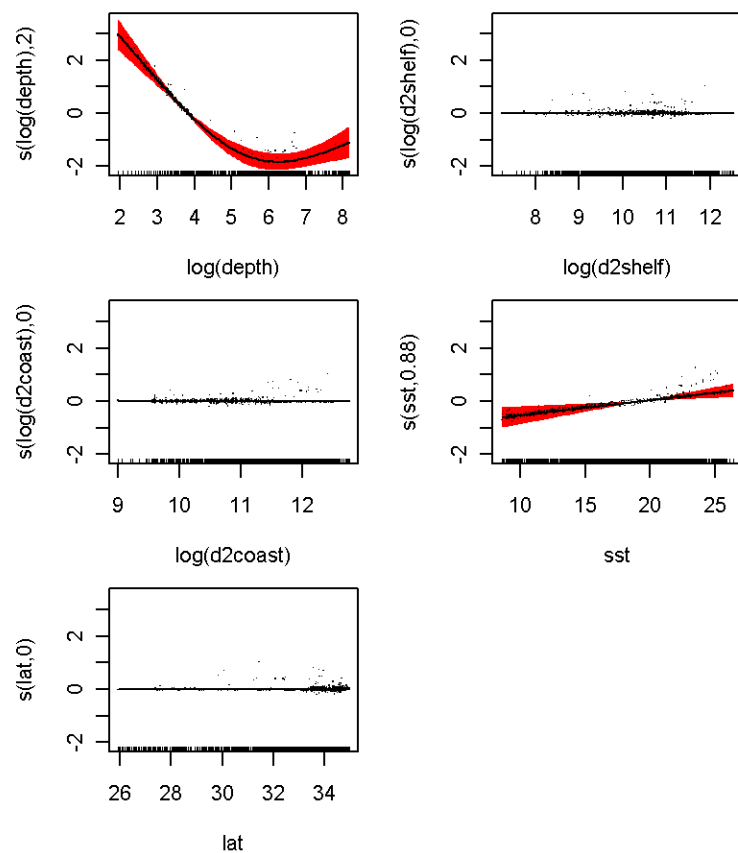 s(log(depth),2)
2
0
-2
2 3 4 5 6 7 8
log(depth)
s(log(d2shelf),0)
2
0
-2
8 9 10 11 12
log(d2shelf)
s(log(d2coast),0)
2
0
-2
9 10 11 12
log(d2coast)
s(sst,0.88)
2
0
-2
10 15 20 25
sst
s(lat,0)
2
0
-2
26 28 30 32 34
lat